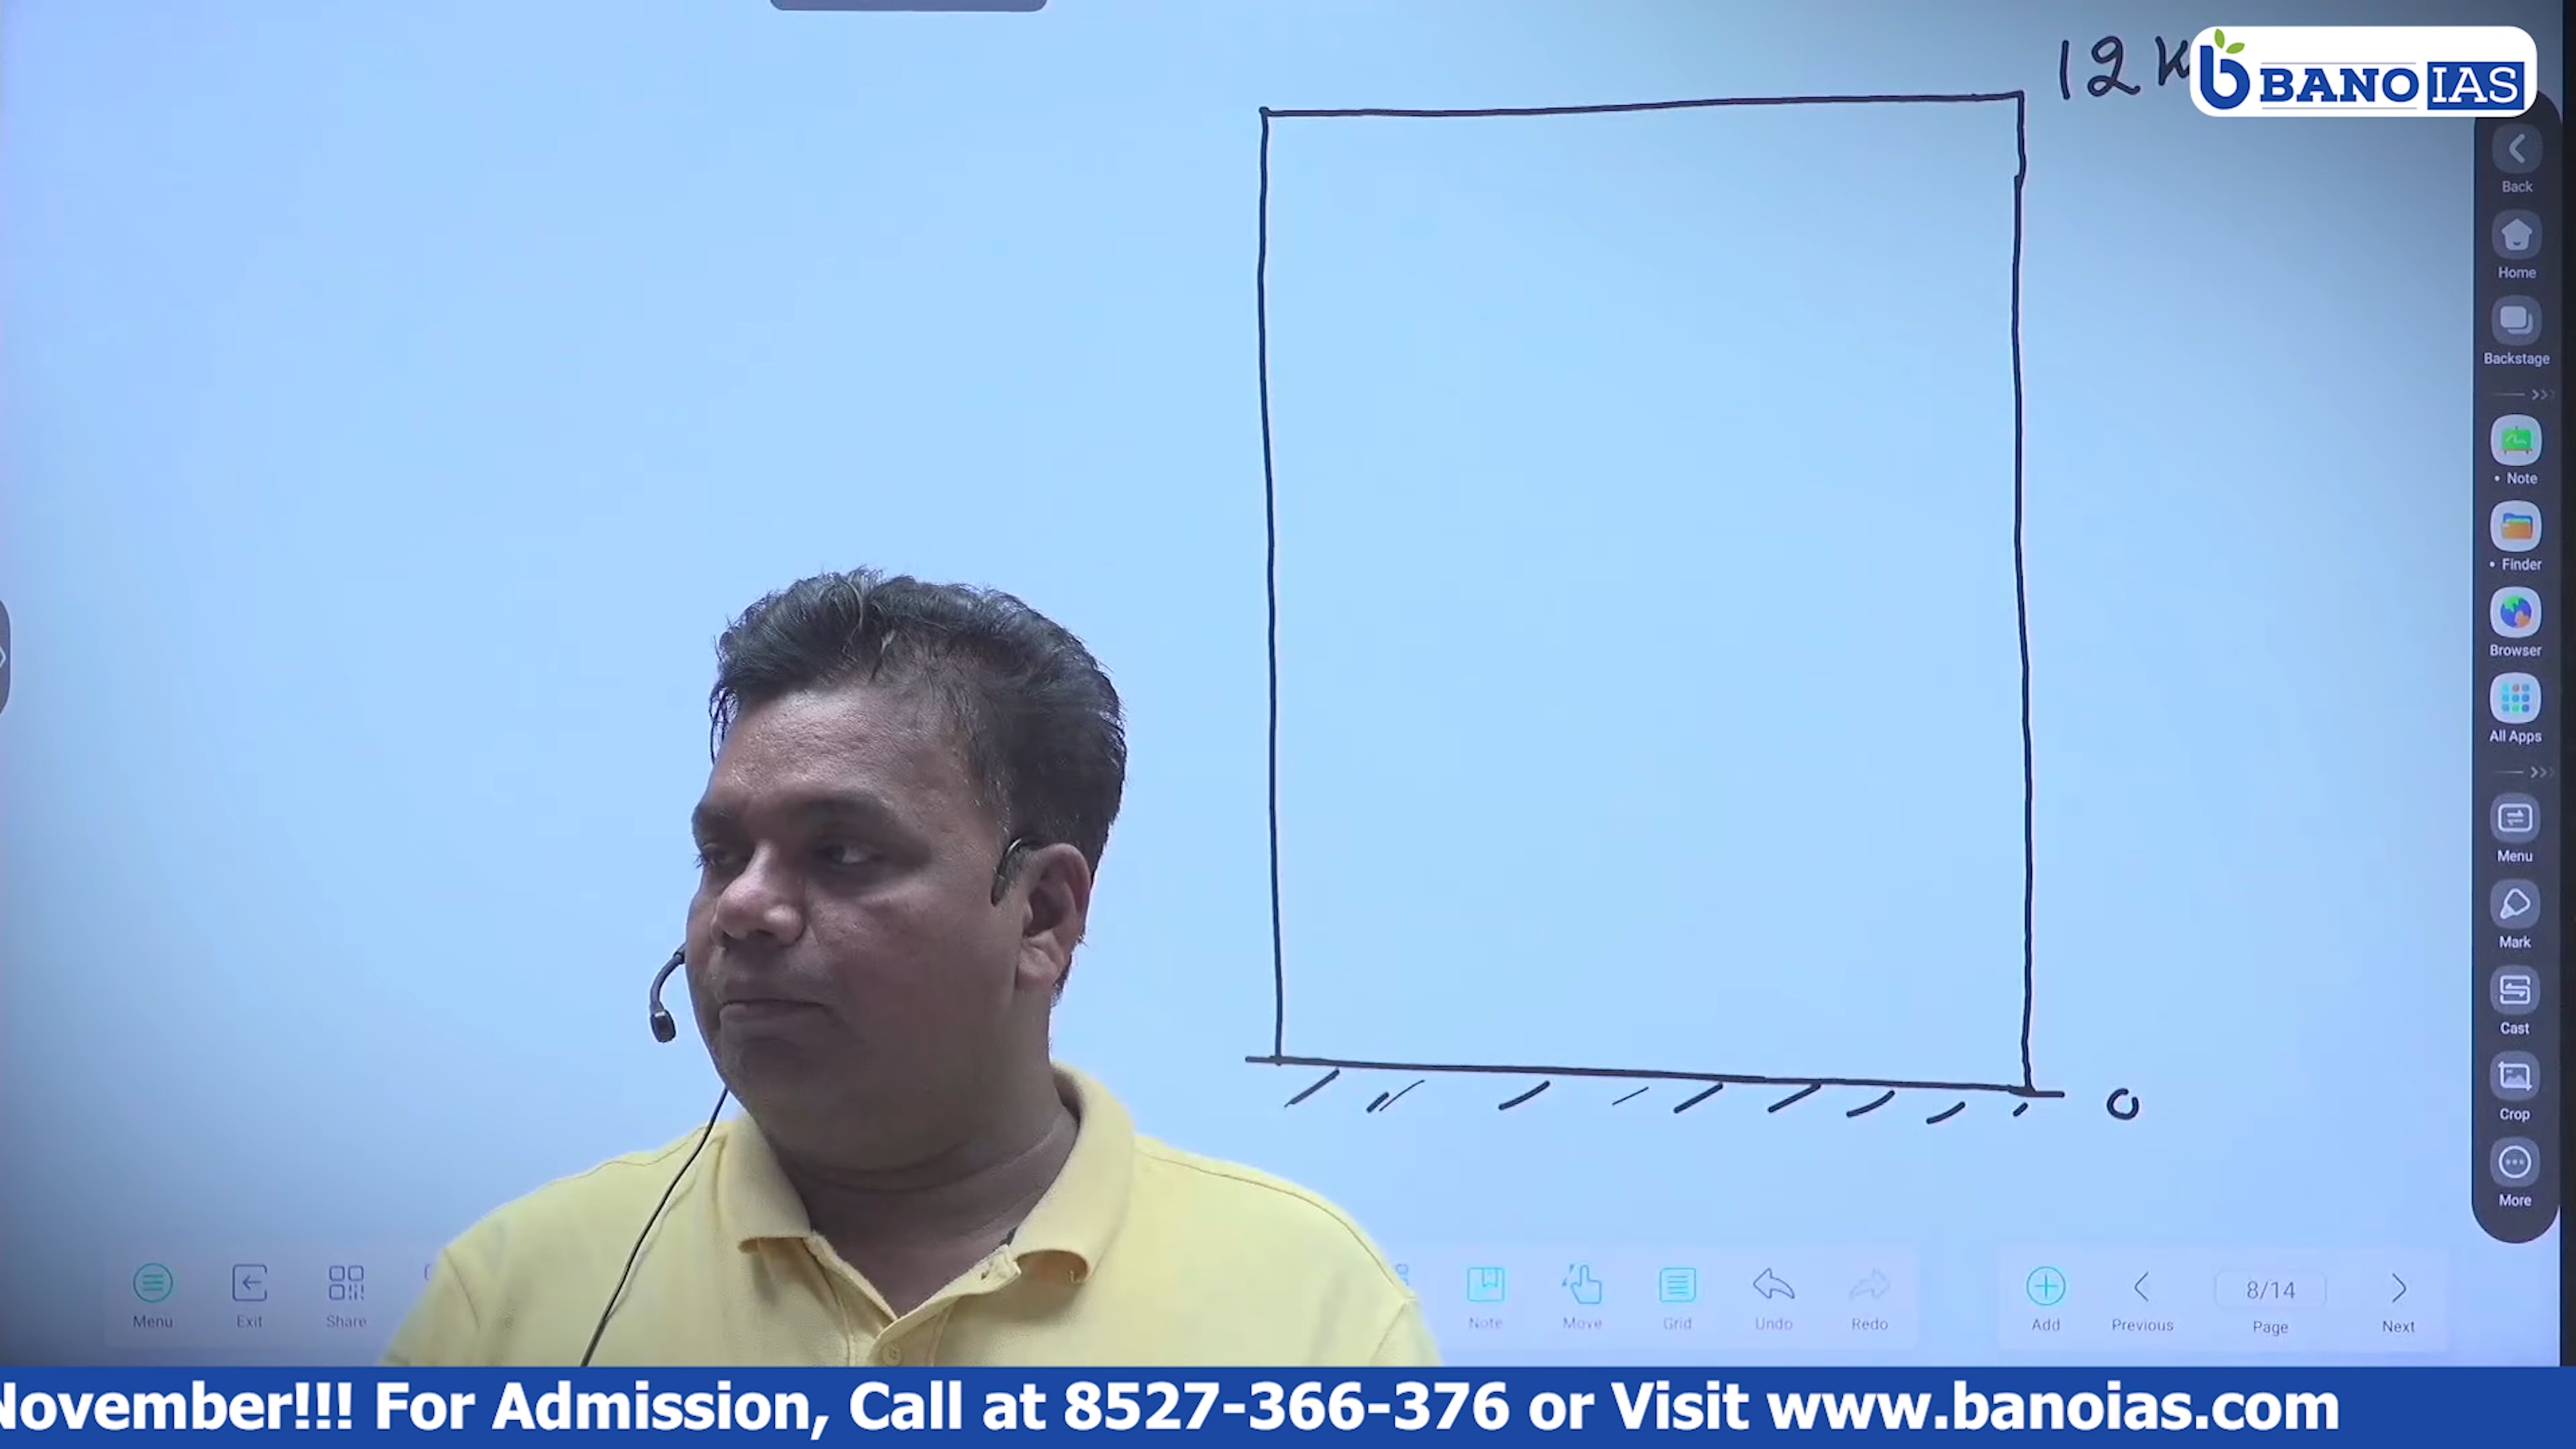 12 K
BANO IAS
Back
Home
Backstage
Note
Finder
Browser
All Apps
Menu
Mark
Cast
Crop
More
0
Menu
Exit
Share
Note
Move
Grid
Undo
Redo
Add
Previous
8/14
Page
Next
November!!! For Admission, Call at 8527-366-376 or Visit www.banoias.com